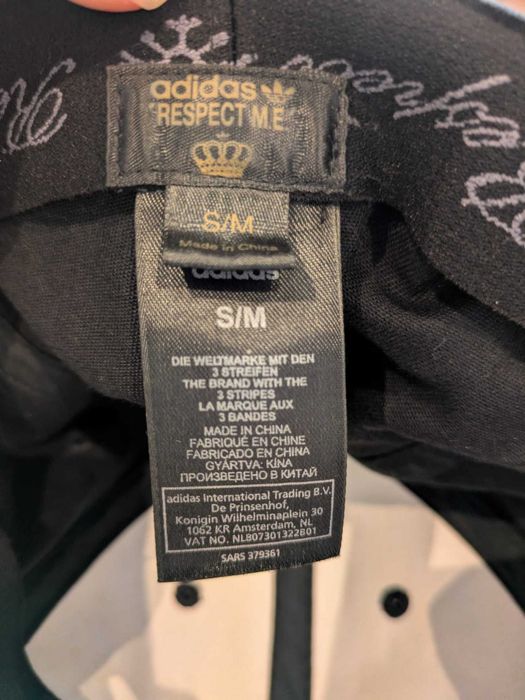 adidas
RESPECT M.E
S/M
Made in China
adidas
S/M
DIE WELTMARKE MIT DEN
3 STREIFEN
THE BRAND WITH THE
3 STRIPES
LA MARQUE AUX
3 BANDES
MADE IN CHINA
FABRIQUÉ EN CHINE
FABRICADO EN CHINA
GYÁRTVA: KÍNA
ПРОИЗВЕДЕНО В КИТАЙ
adidas International Trading B.V.
De Prinsenhof,
Konigin Wilhelminaplein 30
1062 KR Amsterdam, NL
VAT NO. NL807301322B01
SARS 379361